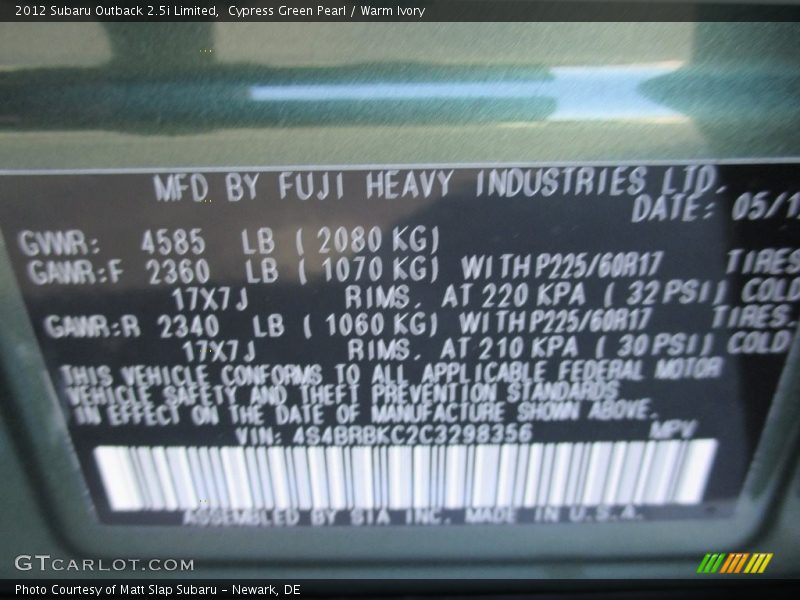 2012 Subaru Outback 2.5i Limited,  Cypress Green Pearl / Warm Ivory
MFD BY FUJI HEAVY INDUSTRIES LTD.
DATE: 05/1
GVWR: 4585 LB ( 2080 KG)
GAWR:F 2360 LB ( 1070 KG) WITH P225/60R17 TIRES
17X7J RIMS. AT 220 KPA ( 32 PSI) COLD
GAWR:R 2340 LB ( 1060 KG) WITH P225/60R17 TIRES.
17X7J RIMS. AT 210 KPA ( 30 PSI) COLD
THIS VEHICLE CONFORMS TO ALL APPLICABLE FEDERAL MOTOR
VEHICLE SAFETY AND THEFT PREVENTION STANDARDS
IN EFFECT ON THE DATE OF MANUFACTURE SHOWN ABOVE.
VIN: 4S4BRBKC2C3298356 MPV
ASSEMBLED BY SIA INC. MADE IN U.S.A.
GTCARLOT.COM
Photo Courtesy of Matt Slap Subaru - Newark, DE